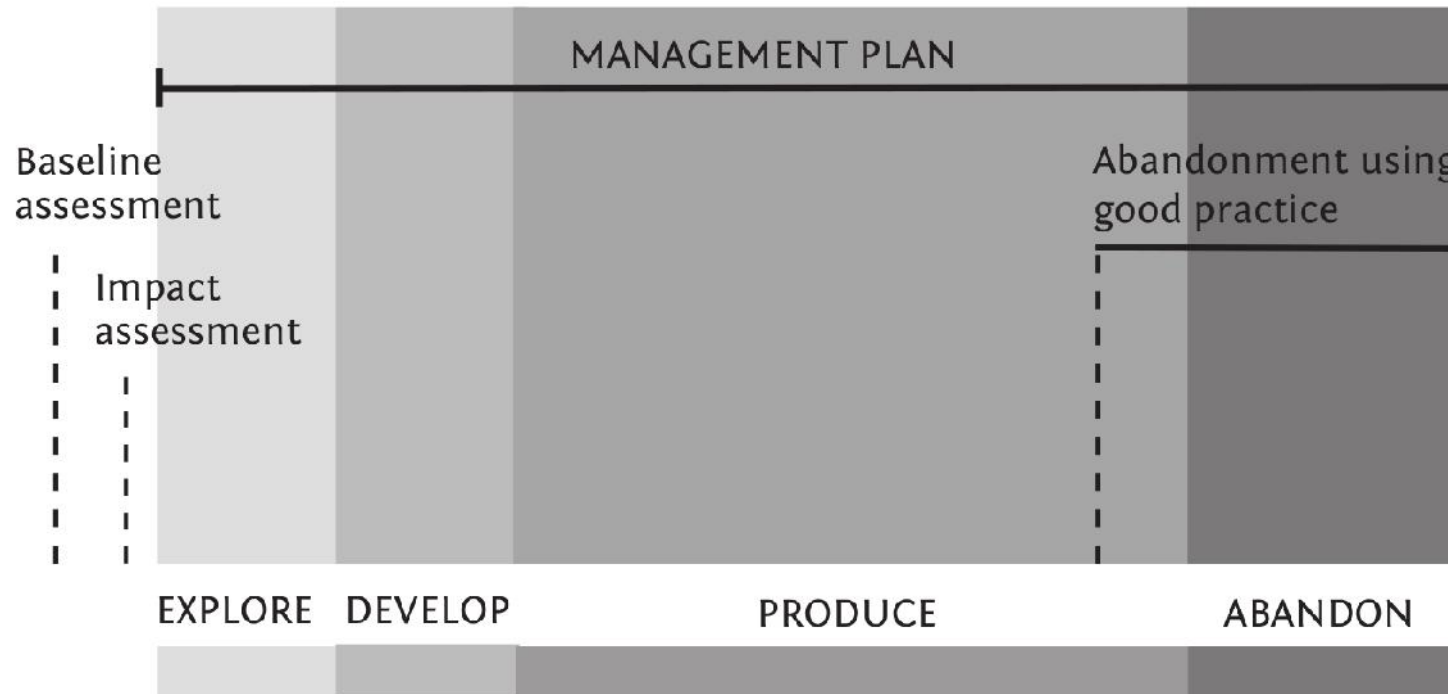 MANAGEMENT PLAN
Baseline
assessment
Abandonment using
good practice
Impact
assessment
EXPLORE
DEVELOP
PRODUCE
ABANDON